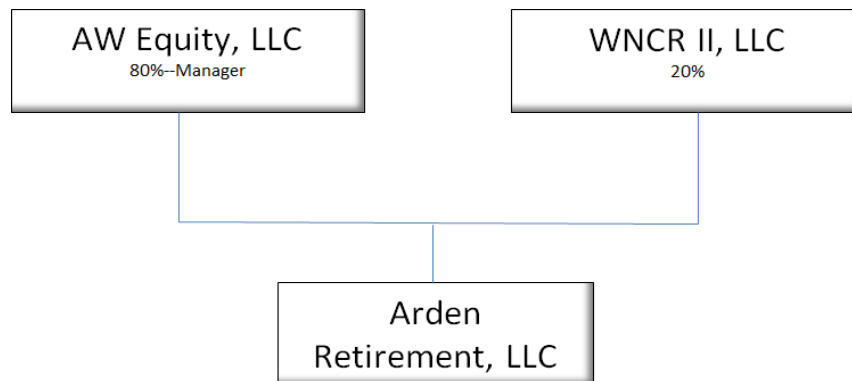 AW Equity, LLC
80%--Manager
WNCR II, LLC
20%
Arden
Retirement, LLC